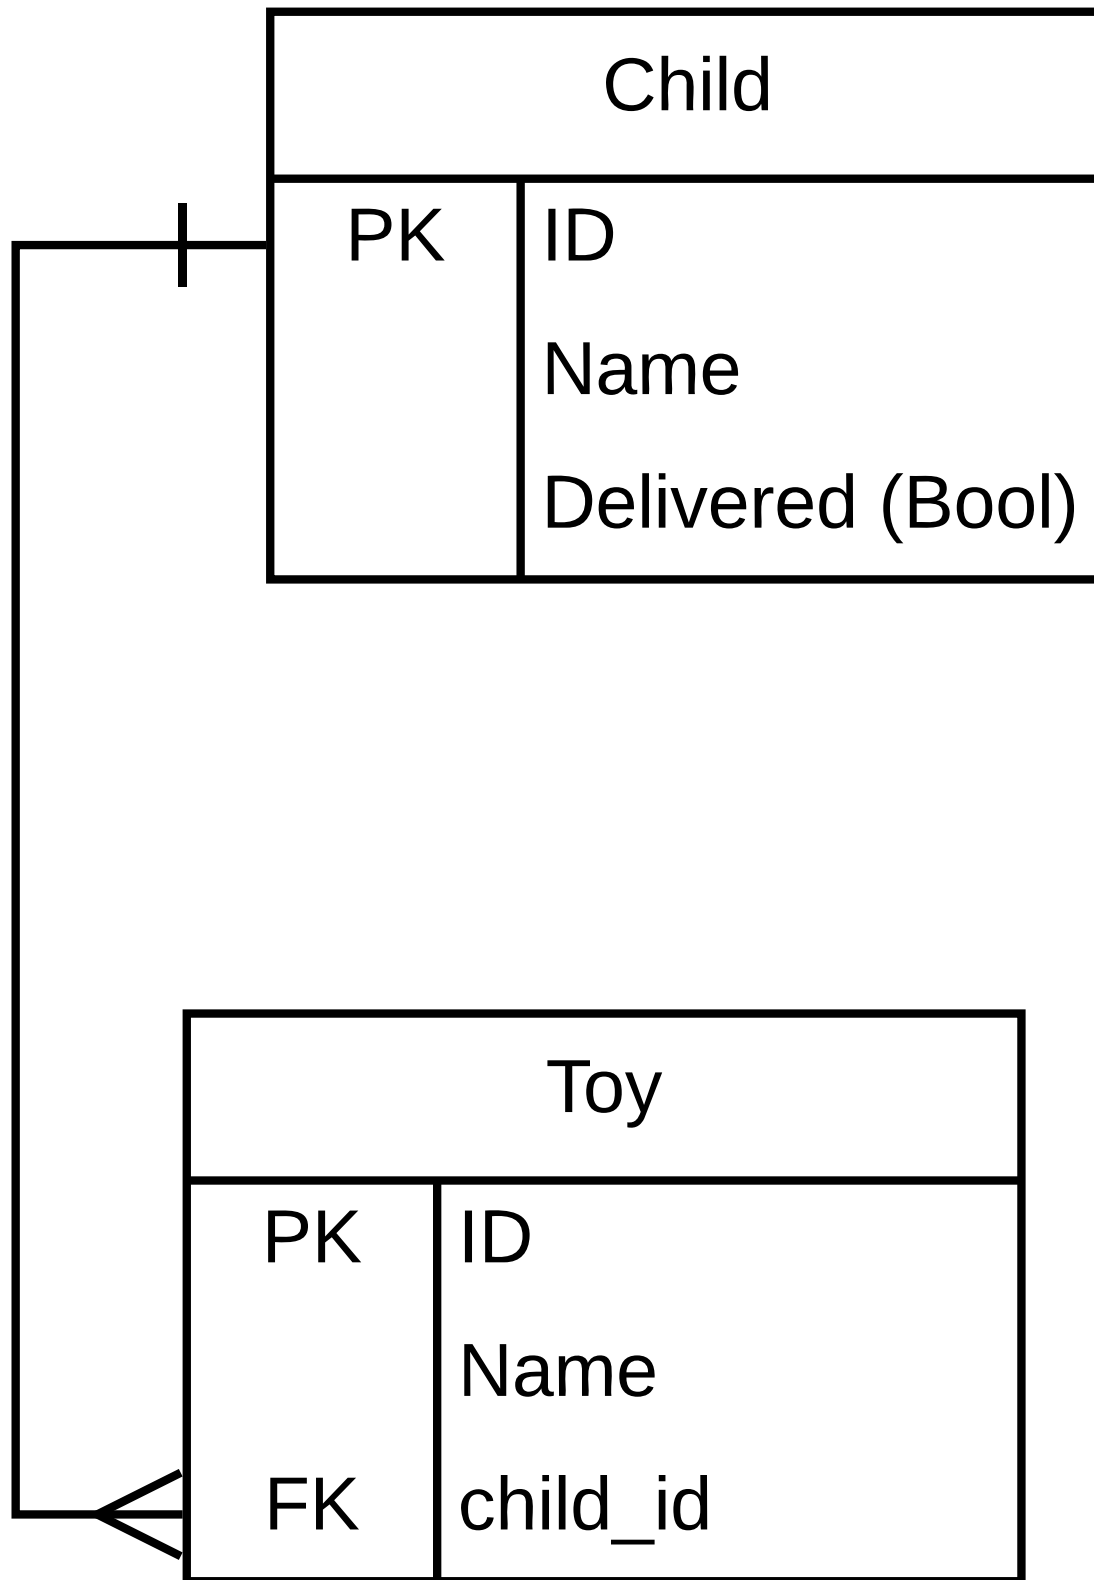 Child
PK ID
Name
Delivered (Bool)
Toy
PK ID
Name
FK child_id